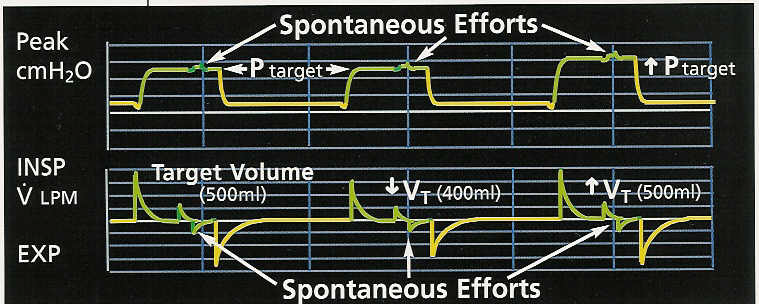 Spontaneous Efforts
Peak
cmH2O
P target
↑ P target
INSP
V̇ LPM
EXP
Target Volume
(500ml)
↓ VT (400ml)
↑ VT (500ml)
Spontaneous Efforts